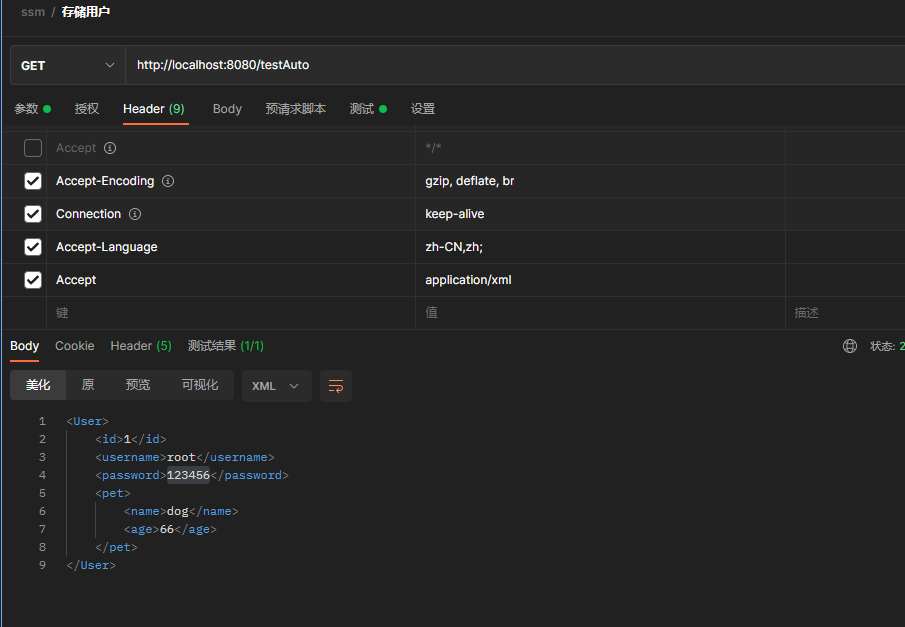 ssm / 存储用户
GET http://localhost:8080/testAuto
参数 授权 Header (9) Body 预请求脚本 测试 设置
Accept */*
Accept-Encoding gzip, deflate, br
Connection keep-alive
Accept-Language zh-CN,zh;
Accept application/xml
键 值 描述
Body Cookie Header (5) 测试结果 (1/1) 状态: 2
美化 原 预览 可视化 XML
1 <User>
2 <id>1</id>
3 <username>root</username>
4 <password>123456</password>
5 <pet>
6 <name>dog</name>
7 <age>66</age>
8 </pet>
9 </User>